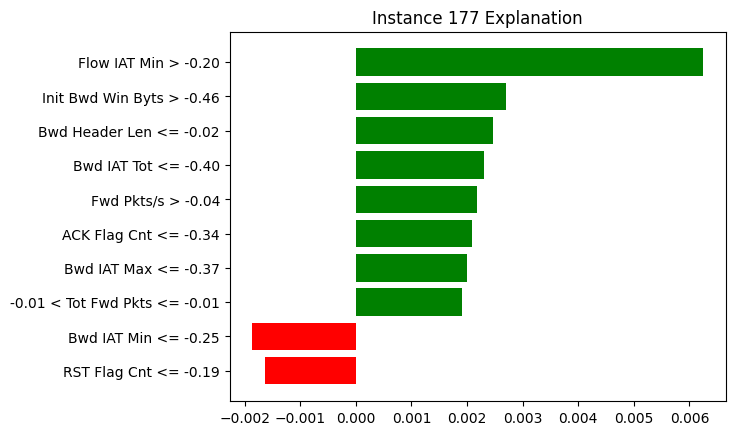 Instance 177 Explanation
Flow IAT Min > -0.20
Init Bwd Win Byts > -0.46
Bwd Header Len <= -0.02
Bwd IAT Tot <= -0.40
Fwd Pkts/s > -0.04
ACK Flag Cnt <= -0.34
Bwd IAT Max <= -0.37
-0.01 < Tot Fwd Pkts <= -0.01
Bwd IAT Min <= -0.25
RST Flag Cnt <= -0.19
−0.002 −0.001 0.000 0.001 0.002 0.003 0.004 0.005 0.006